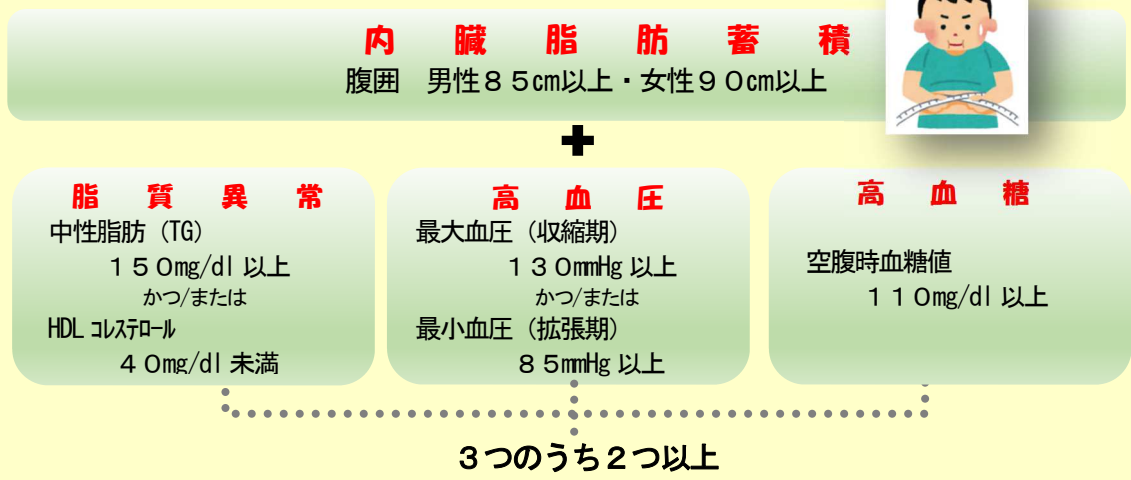 内臓脂肪蓄積
腹囲 男性８５㎝以上・女性９０㎝以上
＋
脂質異常
中性脂肪（TG）
１５０mg/dl 以上
かつ/または
HDL ｺﾚｽﾃﾛｰﾙ
４０mg/dl 未満
高血圧
最大血圧（収縮期）
１３０mmHg 以上
かつ/または
最小血圧（拡張期）
８５mmHg 以上
高血糖
空腹時血糖値
１１０mg/dl 以上
３つのうち２つ以上